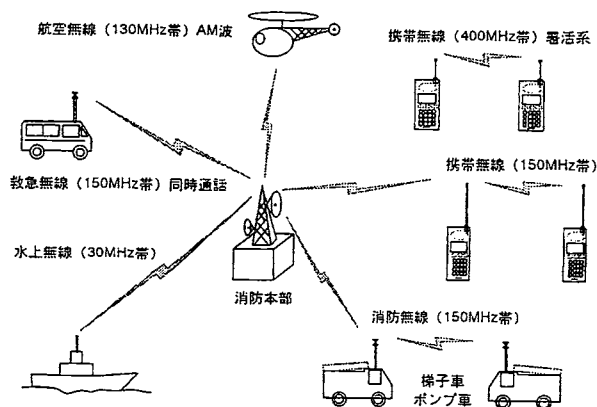 航空無線（130MHz帯）AM波
携帯無線（400MHz帯）署活系
救急無線（150MHz帯）同時通話
携帯無線（150MHz帯）
水上無線（30MHz帯）
消防本部
消防無線（150MHz帯）
梯子車
ポンプ車